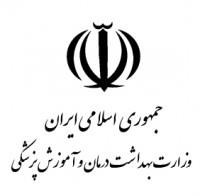 جمهوری اسلامی ایران
وزارت بهداشت درمان و آموزش پزشکی